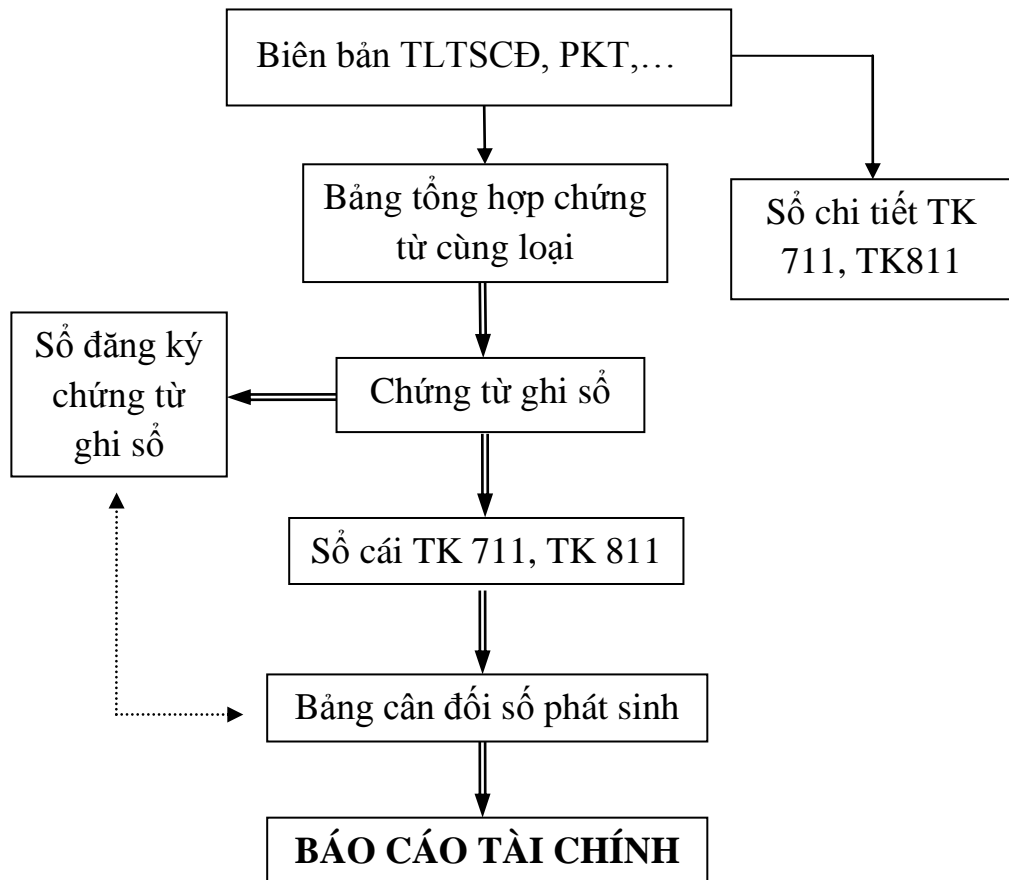 Biên bản TLTSCĐ, PKT,…
Bảng tổng hợp chứng
từ cùng loại
Sổ chi tiết TK
711, TK811
Sổ đăng ký
chứng từ
ghi sổ
Chứng từ ghi sổ
Sổ cái TK 711, TK 811
Bảng cân đối số phát sinh
BÁO CÁO TÀI CHÍNH